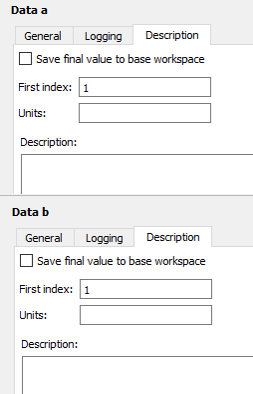 Data a
General Logging Description
Save final value to base workspace
First index: 1
Units:
Description:
Data b
General Logging Description
Save final value to base workspace
First index: 1
Units:
Description: